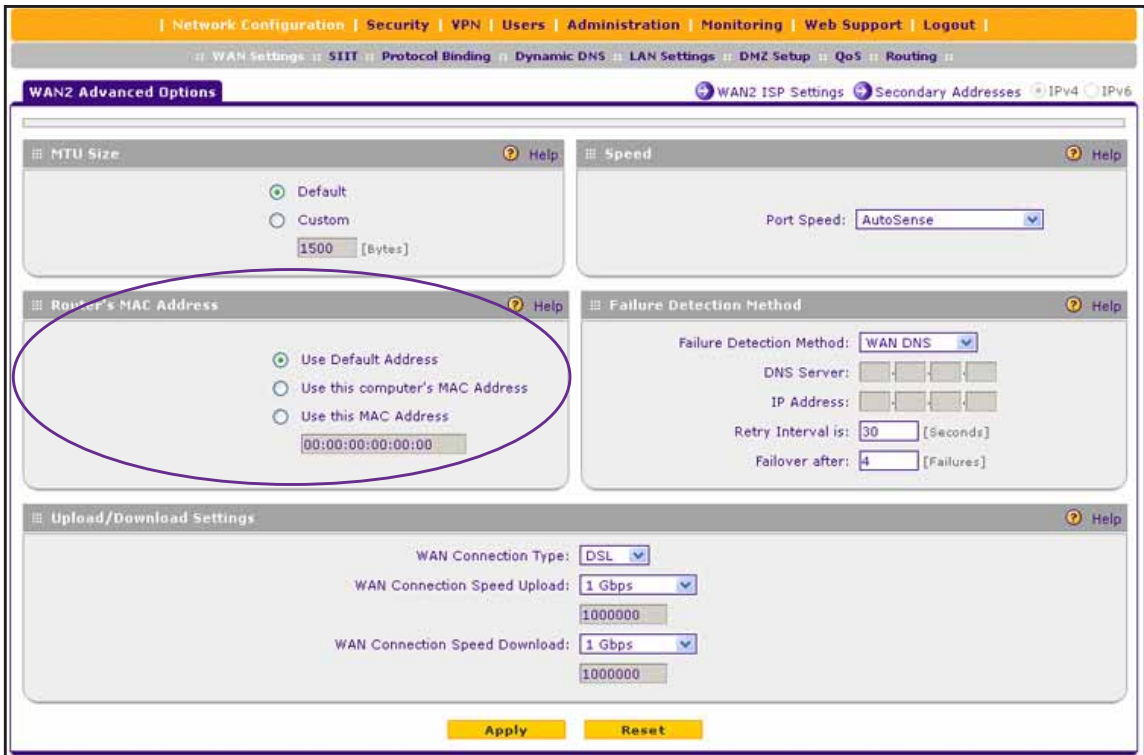 | Network Configuration | Security | VPN | Users | Administration | Monitoring | Web Support | Logout |
:: WAN Settings :: SIIT :: Protocol Binding :: Dynamic DNS :: LAN Settings :: DMZ Setup :: QoS :: Routing ::
WAN2 Advanced Options
WAN2 ISP Settings Secondary Addresses IPv4 IPv6
MTU Size
? Help
Default
Custom
1500 [Bytes]
Speed
? Help
Port Speed: AutoSense
Router's MAC Address
? Help
Use Default Address
Use this computer's MAC Address
Use this MAC Address
00:00:00:00:00:00
Failure Detection Method
? Help
Failure Detection Method: WAN DNS
DNS Server: . . .
IP Address: . . .
Retry Interval is: 30 [Seconds]
Failover after: 4 [Failures]
Upload/Download Settings
? Help
WAN Connection Type: DSL
WAN Connection Speed Upload: 1 Gbps
1000000
WAN Connection Speed Download: 1 Gbps
1000000
Apply Reset